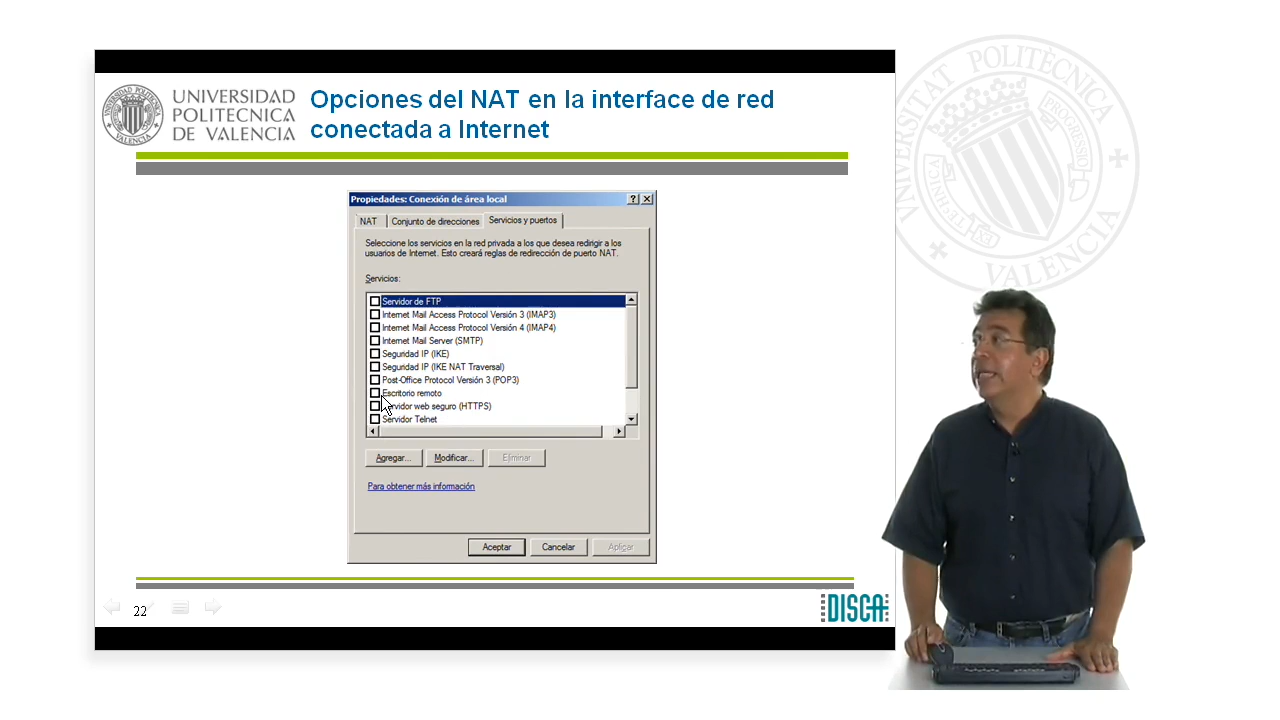 UNIVERSIDAD
POLITECNICA
DE VALENCIA
Opciones del NAT en la interface de red
conectada a Internet
Propiedades: Conexión de área local
NAT
Conjunto de direcciones
Servicios y puertos
Seleccione los servicios en la red privada a los que desea redirigir a los
usuarios de Internet. Esto creará reglas de redirección de puerto NAT.
Servicios:
Servidor de FTP
Internet Mail Access Protocol Versión 3 (IMAP3)
Internet Mail Access Protocol Versión 4 (IMAP4)
Internet Mail Server (SMTP)
Seguridad IP (IKE)
Seguridad IP (IKE NAT Traversal)
Post-Office Protocol Versión 3 (POP3)
Escritorio remoto
Servidor web seguro (HTTPS)
Servidor Telnet
Agregar...
Modificar...
Eliminar
Para obtener más información
Aceptar
Cancelar
Aplicar
22
DISCA
UNIVERSITAT POLITÈCNICA
VALÈNCIA